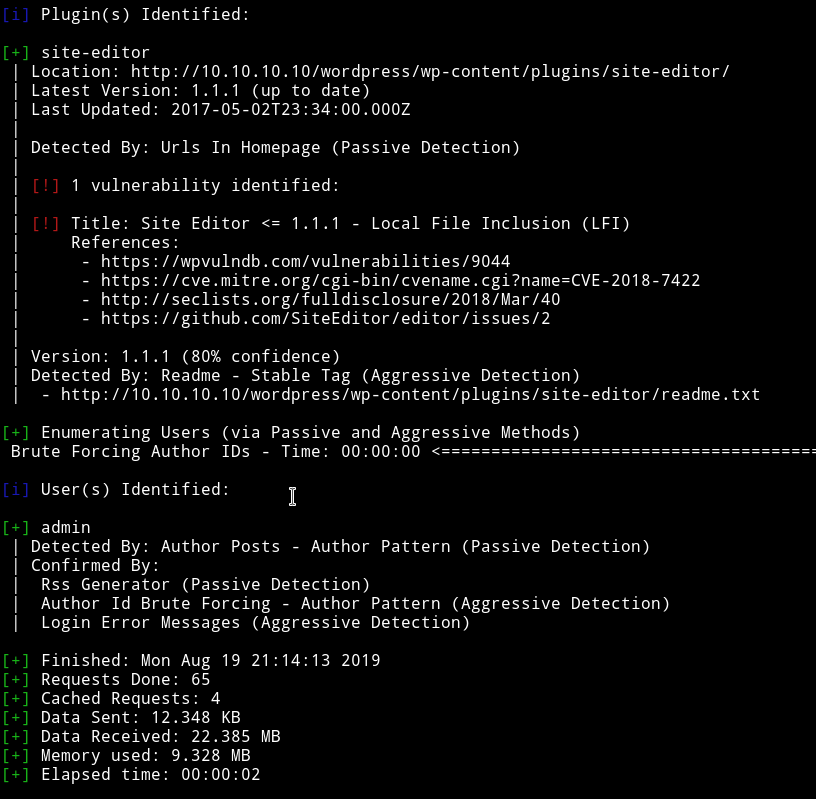 [i] Plugin(s) Identified:
[+] site-editor
| Location: http://10.10.10.10/wordpress/wp-content/plugins/site-editor/
| Latest Version: 1.1.1 (up to date)
| Last Updated: 2017-05-02T23:34:00.000Z
|
| Detected By: Urls In Homepage (Passive Detection)
|
| [!] 1 vulnerability identified:
|
| [!] Title: Site Editor <= 1.1.1 - Local File Inclusion (LFI)
|     References:
|      - https://wpvulndb.com/vulnerabilities/9044
|      - https://cve.mitre.org/cgi-bin/cvename.cgi?name=CVE-2018-7422
|      - http://seclists.org/fulldisclosure/2018/Mar/40
|      - https://github.com/SiteEditor/editor/issues/2
|
| Version: 1.1.1 (80% confidence)
| Detected By: Readme - Stable Tag (Aggressive Detection)
|  - http://10.10.10.10/wordpress/wp-content/plugins/site-editor/readme.txt
[+] Enumerating Users (via Passive and Aggressive Methods)
Brute Forcing Author IDs - Time: 00:00:00 <======================================
[i] User(s) Identified:
[+] admin
| Detected By: Author Posts - Author Pattern (Passive Detection)
| Confirmed By:
|  Rss Generator (Passive Detection)
|  Author Id Brute Forcing - Author Pattern (Aggressive Detection)
|  Login Error Messages (Aggressive Detection)
[+] Finished: Mon Aug 19 21:14:13 2019
[+] Requests Done: 65
[+] Cached Requests: 4
[+] Data Sent: 12.348 KB
[+] Data Received: 22.385 MB
[+] Memory used: 9.328 MB
[+] Elapsed time: 00:00:02